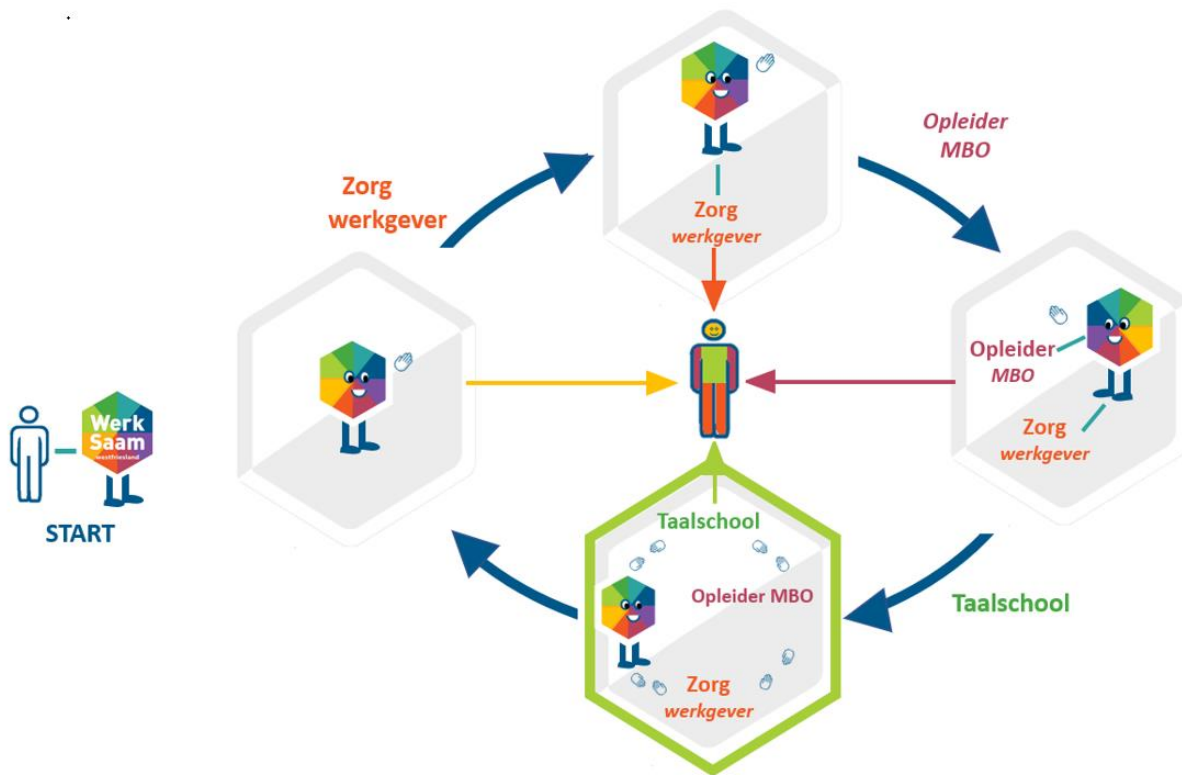 Zorg
werkgever
Opleider
MBO
Zorg
werkgever
Opleider
MBO
Zorg
werkgever
Werk
Saam
westfriesland
START
Taalschool
Opleider MBO
Zorg
werkgever
Taalschool